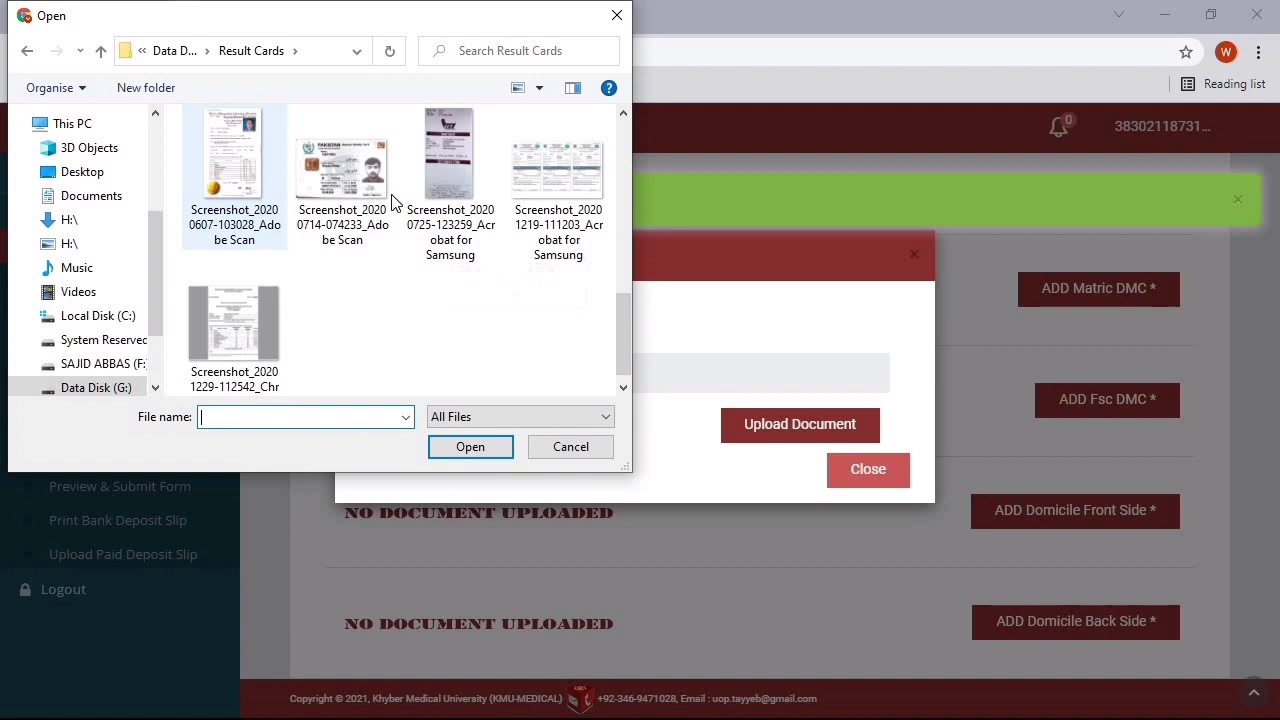 Open
Data D...
Result Cards
Search Result Cards
Organise
New folder
Reading list
W
0
38302118731...
This PC
3D Objects
Desktop
Documents
H:\
H:\
Music
Videos
Local Disk (C:)
System Reserved
SAJID ABBAS (F:
Data Disk (G:)
PAKISTAN
Screenshot_2020
0607-103028_Ado
be Scan
Screenshot_2020
0714-074233_Ado
be Scan
Screenshot_2020
0725-123259_Acr
obat for
Samsung
Screenshot_2020
1219-111203_Acr
obat for
Samsung
Screenshot_2020
1229-112542_Chr
File name:
All Files
Open
Cancel
ADD Matric DMC *
ADD Fsc DMC *
Upload Document
Close
NO DOCUMENT UPLOADED
ADD Domicile Front Side *
NO DOCUMENT UPLOADED
ADD Domicile Back Side *
Preview & Submit Form
Print Bank Deposit Slip
Upload Paid Deposit Slip
Logout
Copyright © 2021, Khyber Medical University (KMU-MEDICAL)
+92-346-9471028, Email : uop.tayyeb@gmail.com